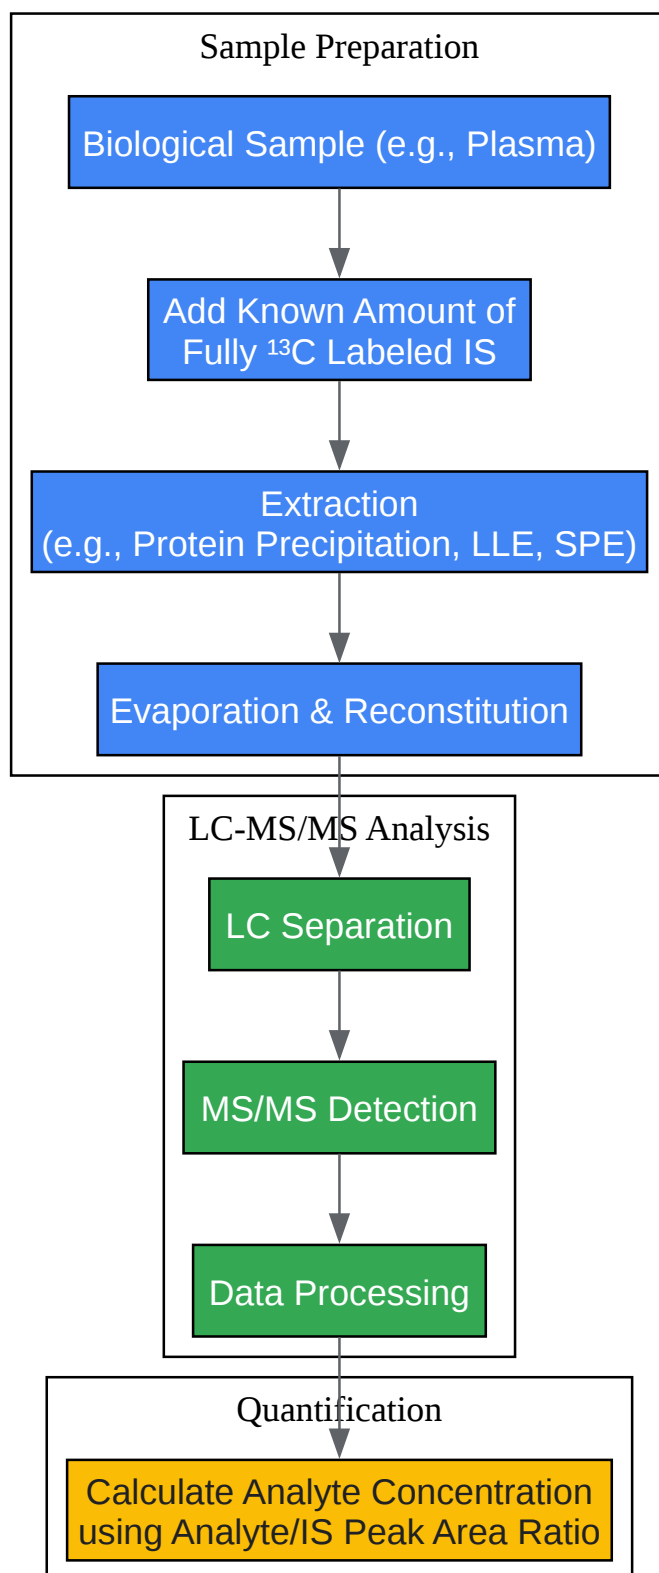 Sample Preparation
Biological Sample (e.g., Plasma)
Add Known Amount of
Fully ¹³C Labeled IS
Extraction
(e.g., Protein Precipitation, LLE, SPE)
Evaporation & Reconstitution
LC-MS/MS Analysis
LC Separation
MS/MS Detection
Data Processing
Quantification
Calculate Analyte Concentration
using Analyte/IS Peak Area Ratio